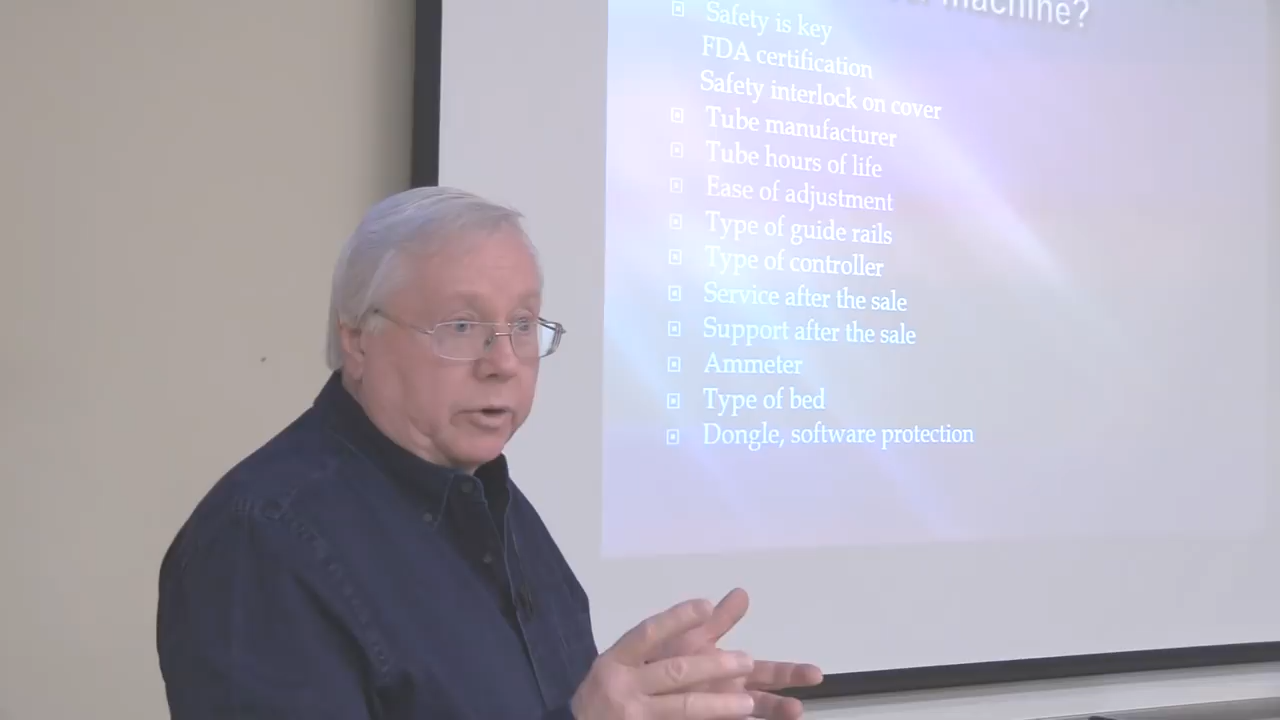 machine?
Safety is key
FDA certification
Safety interlock on cover
Tube manufacturer
Tube hours of life
Ease of adjustment
Type of guide rails
Type of controller
Service after the sale
Support after the sale
Ammeter
Type of bed
Dongle, software protection